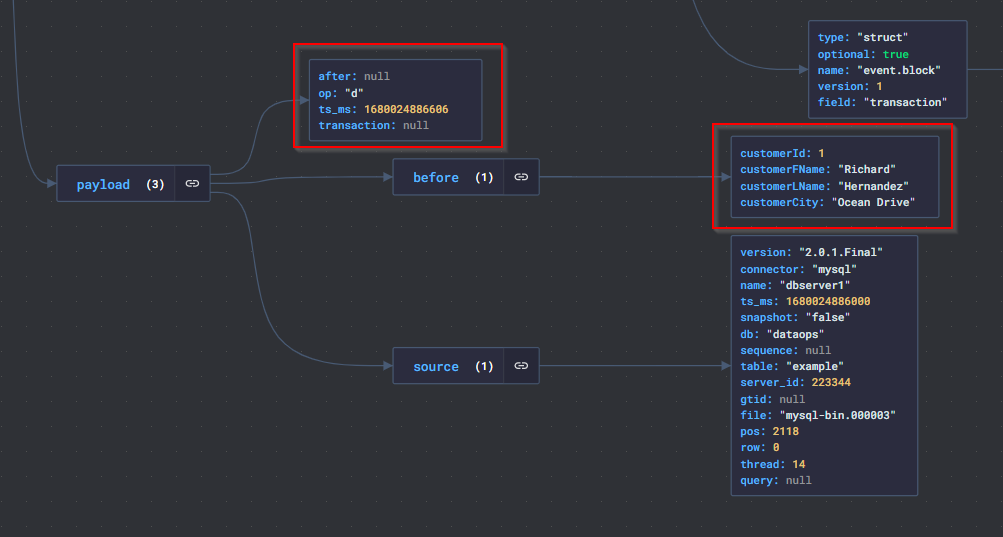 type: "struct"
optional: true
name: "event.block"
version: 1
field: "transaction"
after: null
op: "d"
ts_ms: 1680024886606
transaction: null
payload (3)
before (1)
customerId: 1
customerFName: "Richard"
customerLName: "Hernandez"
customerCity: "Ocean Drive"
source (1)
version: "2.0.1.Final"
connector: "mysql"
name: "dbserver1"
ts_ms: 1680024886000
snapshot: "false"
db: "dataops"
sequence: null
table: "example"
server_id: 223344
gtid: null
file: "mysql-bin.000003"
pos: 2118
row: 0
thread: 14
query: null